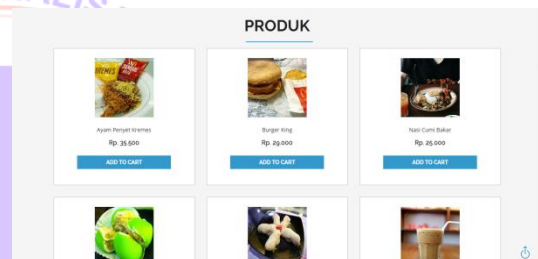 PRODUK
KREMES
Ayam Penyet Kremes
Burger King
Nasi Cumi Bakar
Rp. 35.500
Rp. 29.000
Rp. 25.000
ADD TO CART
ADD TO CART
ADD TO CART